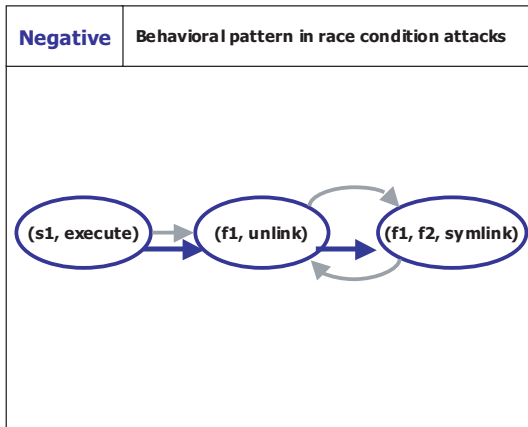 Negative
Behavioral pattern in race condition attacks
(s1, execute)
(f1, unlink)
(f1, f2, symlink)